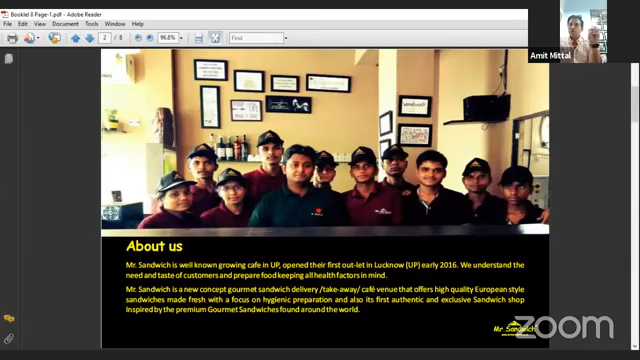 Booklel 8 Page-1.pdf - Adobe Reader
File Edit View Document Tools Window Help
2 / 8 96.8% Find
Amit Mittal
sandwich
About us
Mr. Sandwich is well known growing cafe in UP, opened their first out-let in Lucknow (UP) early 2016. We understand the
need and taste of customers and prepare food keeping all health factors in mind.
Mr. Sandwich is a new concept gourmet sandwich delivery /take-away/ café venue that offers high quality European style
sandwiches made fresh with a focus on hygienic preparation and also its first authentic and exclusive Sandwich shop
Inspired by the premium Gourmet Sandwiches found around the world.
Mr Sandwich
zoom